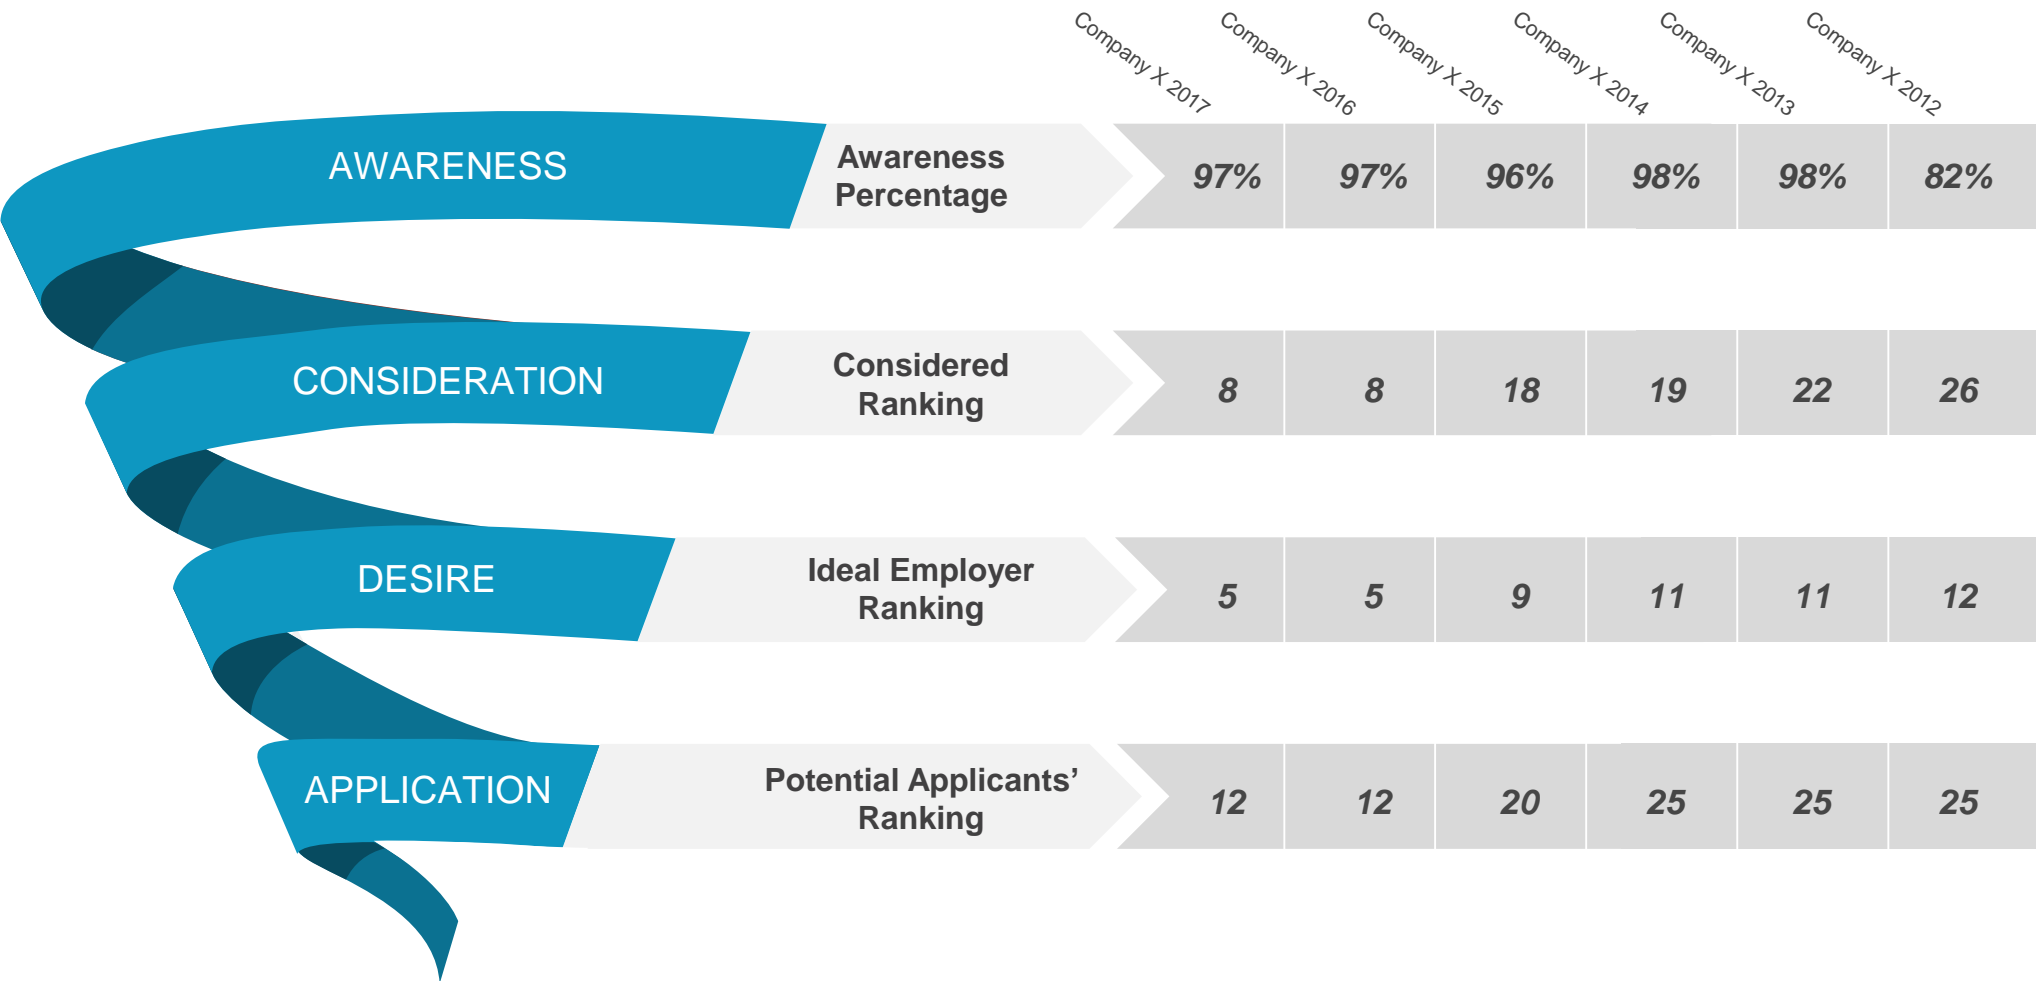 Company X 2017
Company X 2016
Company X 2015
Company X 2014
Company X 2013
Company X 2012
AWARENESS
Awareness
Percentage
97% 97% 96% 98% 98% 82%
CONSIDERATION
Considered
Ranking
8 8 18 19 22 26
DESIRE
Ideal Employer
Ranking
5 5 9 11 11 12
APPLICATION
Potential Applicants’
Ranking
12 12 20 25 25 25